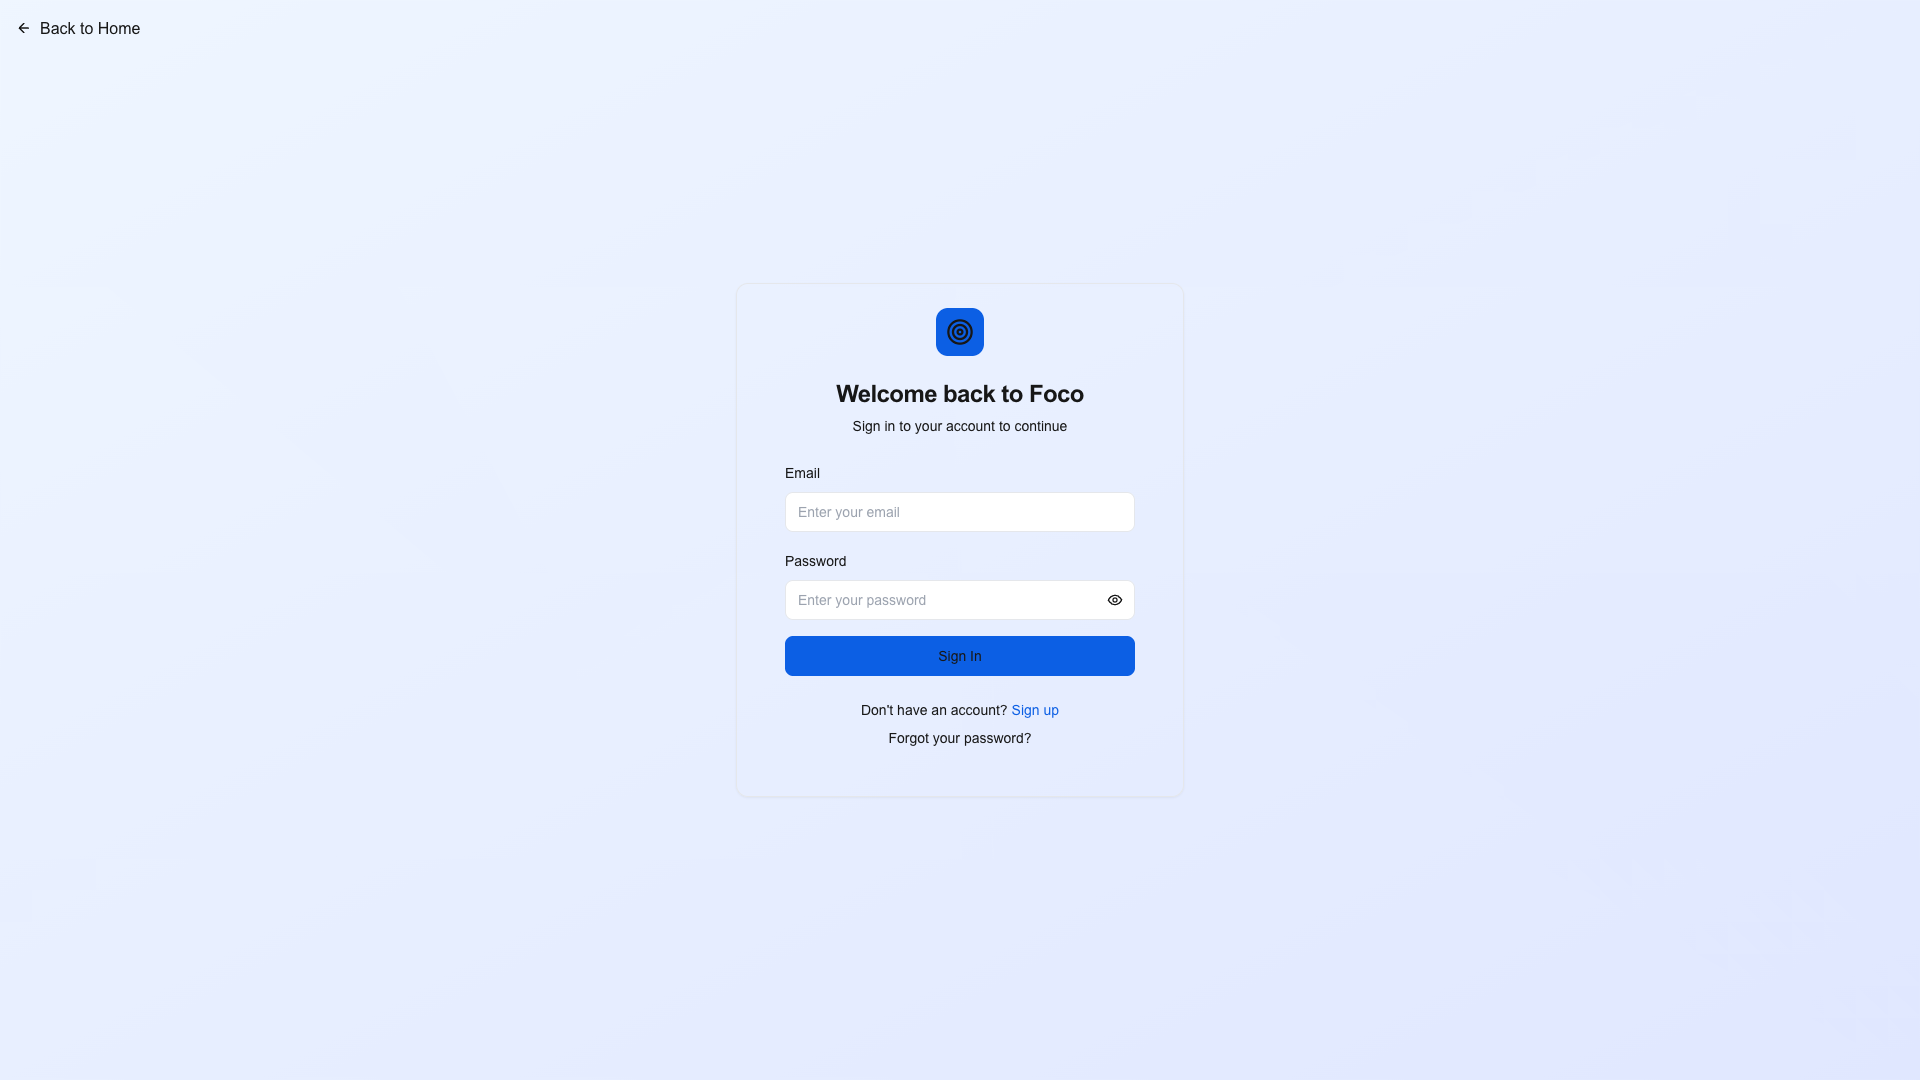 Back to Home
Welcome back to Foco
Sign in to your account to continue
Email
Enter your email
Password
Enter your password
Sign In
Don't have an account? Sign up
Forgot your password?